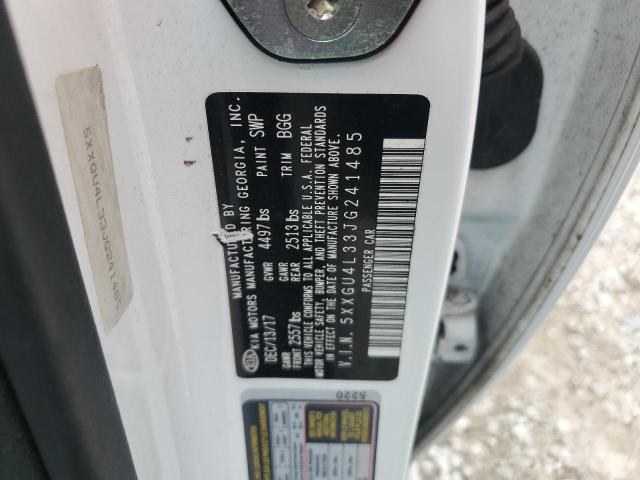 MANUFACTURED BY
KIA KIA MOTORS MANUFACTURING GEORGIA, INC.
DEC/13/17 GVWR 4497 lbs PAINT SWP
GAWR FRONT 2557 lbs GAWR REAR 2513 lbs TRIM BGG
THIS VEHICLE CONFORMS TO ALL APPLICABLE U.S.A. FEDERAL
MOTOR VEHICLE SAFETY, BUMPER, AND THEFT PREVENTION STANDARDS
IN EFFECT ON THE DATE OF MANUFACTURE SHOWN ABOVE.
V.I.N. 5XXGU4L33JG241485
PASSENGER CAR
5XXGU4L33JG241485
5220